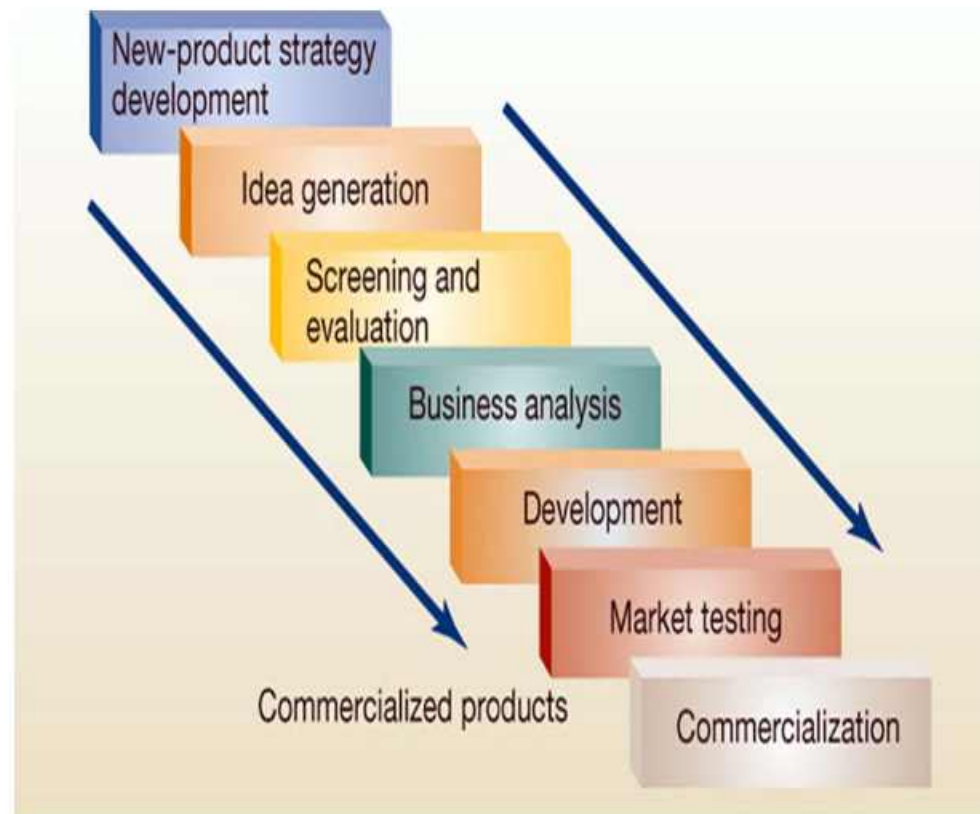 New-product strategy
development
Idea generation
Screening and
evaluation
Business analysis
Development
Market testing
Commercialized products
Commercialization